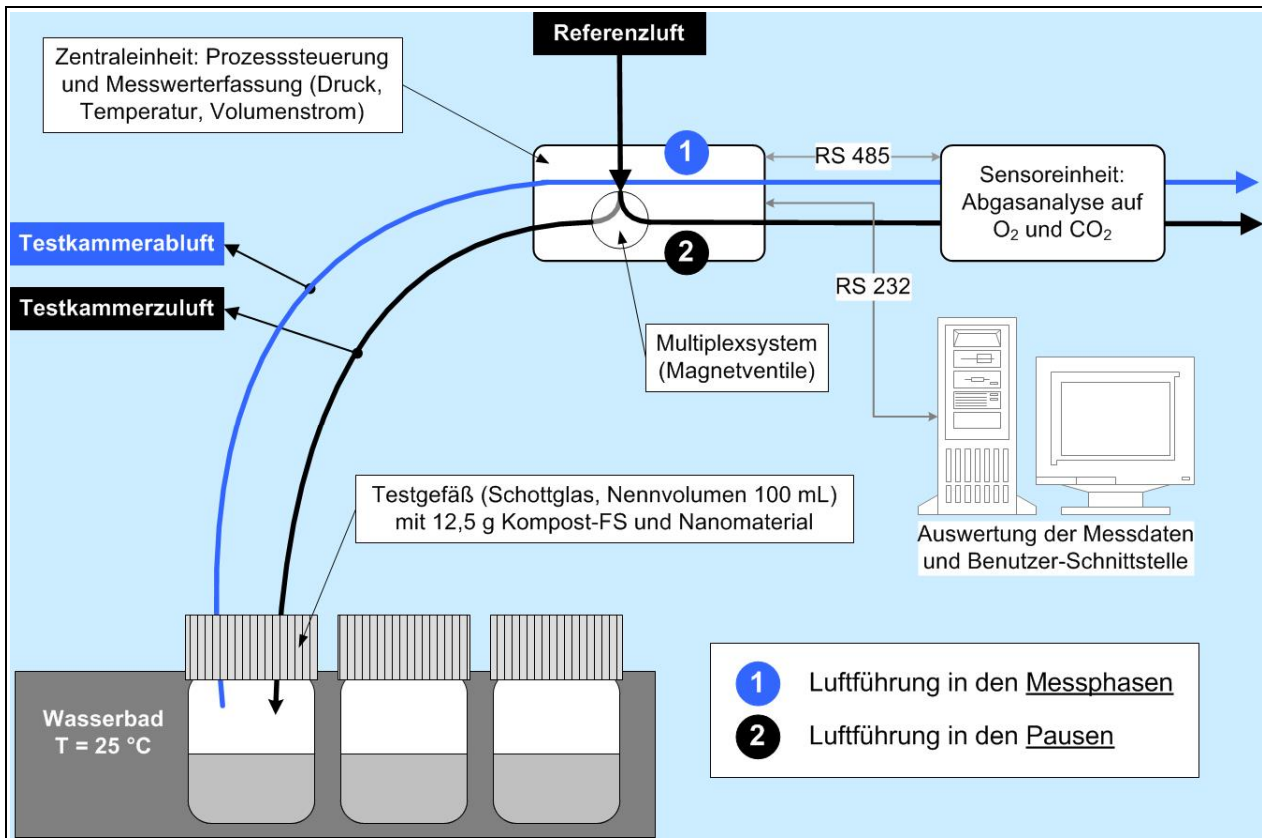 Referenzluft
Zentraleinheit: Prozesssteuerung
und Messwerterfassung (Druck,
Temperatur, Volumenstrom)
1
RS 485
Sensoreinheit:
Abgasanalyse auf
O₂ und CO₂
Testkammerabluft
2
RS 232
Testkammerzuluft
Multiplexsystem
(Magnetventile)
Testgefäß (Schottglas, Nennvolumen 100 mL)
mit 12,5 g Kompost-FS und Nanomaterial
Auswertung der Messdaten
und Benutzer-Schnittstelle
Wasserbad
T = 25 °C
1 Luftführung in den Messphasen
2 Luftführung in den Pausen